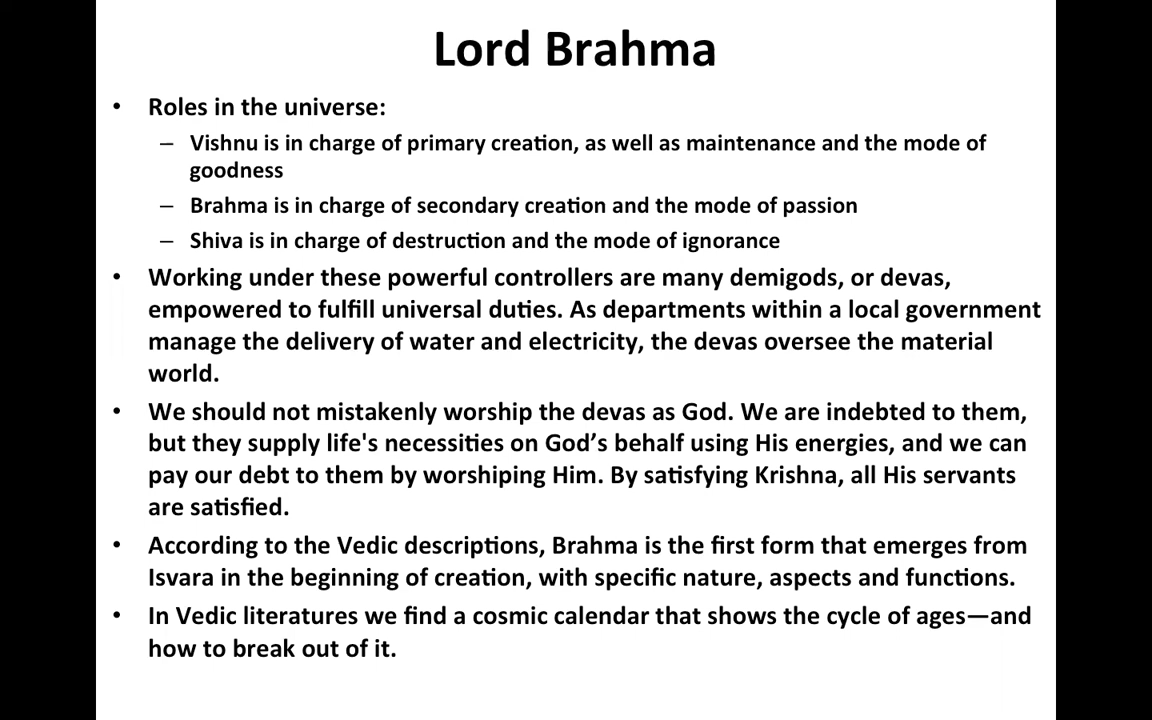 Lord Brahma
• Roles in the universe:
– Vishnu is in charge of primary creation, as well as maintenance and the mode of
goodness
– Brahma is in charge of secondary creation and the mode of passion
– Shiva is in charge of destruction and the mode of ignorance
• Working under these powerful controllers are many demigods, or devas,
empowered to fulfill universal duties. As departments within a local government
manage the delivery of water and electricity, the devas oversee the material
world.
• We should not mistakenly worship the devas as God. We are indebted to them,
but they supply life's necessities on God’s behalf using His energies, and we can
pay our debt to them by worshiping Him. By satisfying Krishna, all His servants
are satisfied.
• According to the Vedic descriptions, Brahma is the first form that emerges from
Isvara in the beginning of creation, with specific nature, aspects and functions.
• In Vedic literatures we find a cosmic calendar that shows the cycle of ages—and
how to break out of it.